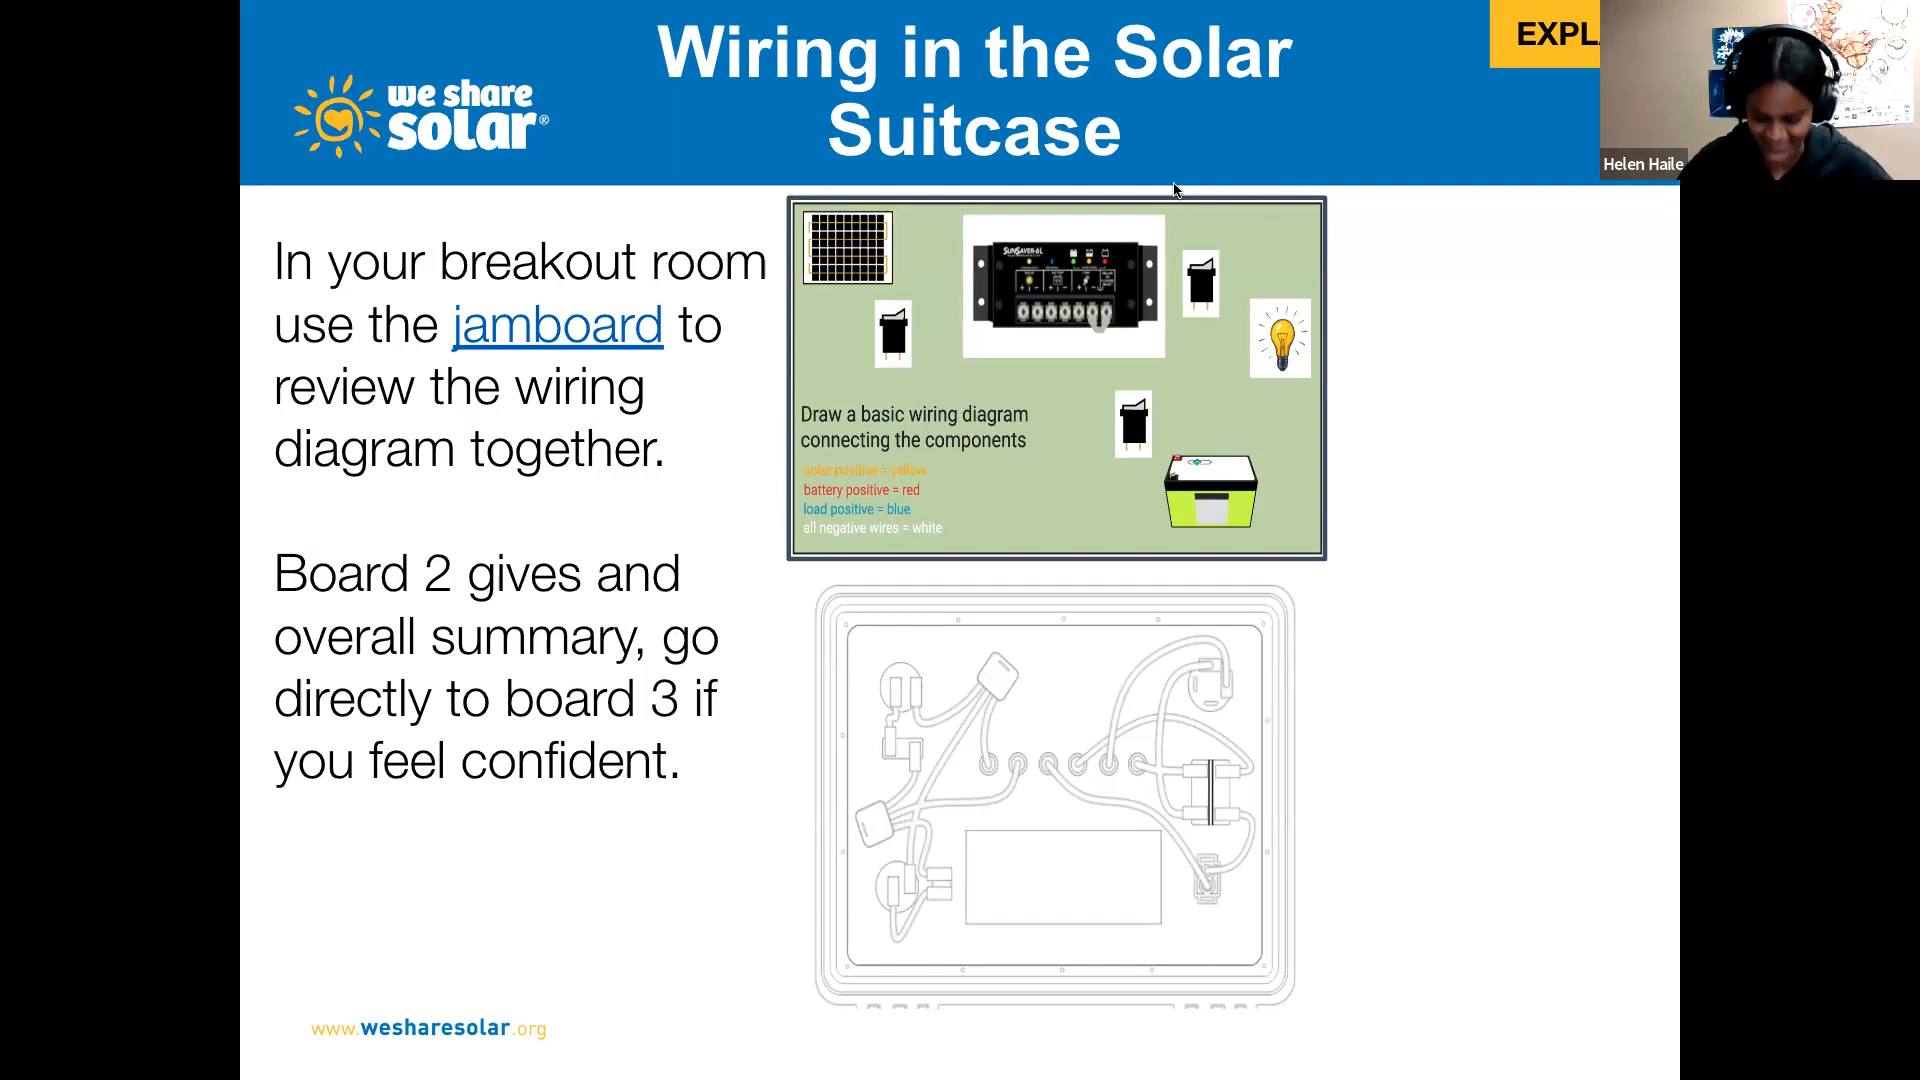 Wiring in the Solar
Suitcase
EXPL
we share
solar®
Helen Haile
In your breakout room
use the jamboard to
review the wiring
diagram together.
Board 2 gives and
overall summary, go
directly to board 3 if
you feel confident.
SUNSAVER-6L
Draw a basic wiring diagram
connecting the components
solar positive = yellow
battery positive = red
load positive = blue
all negative wires = white
www.wesharesolar.org